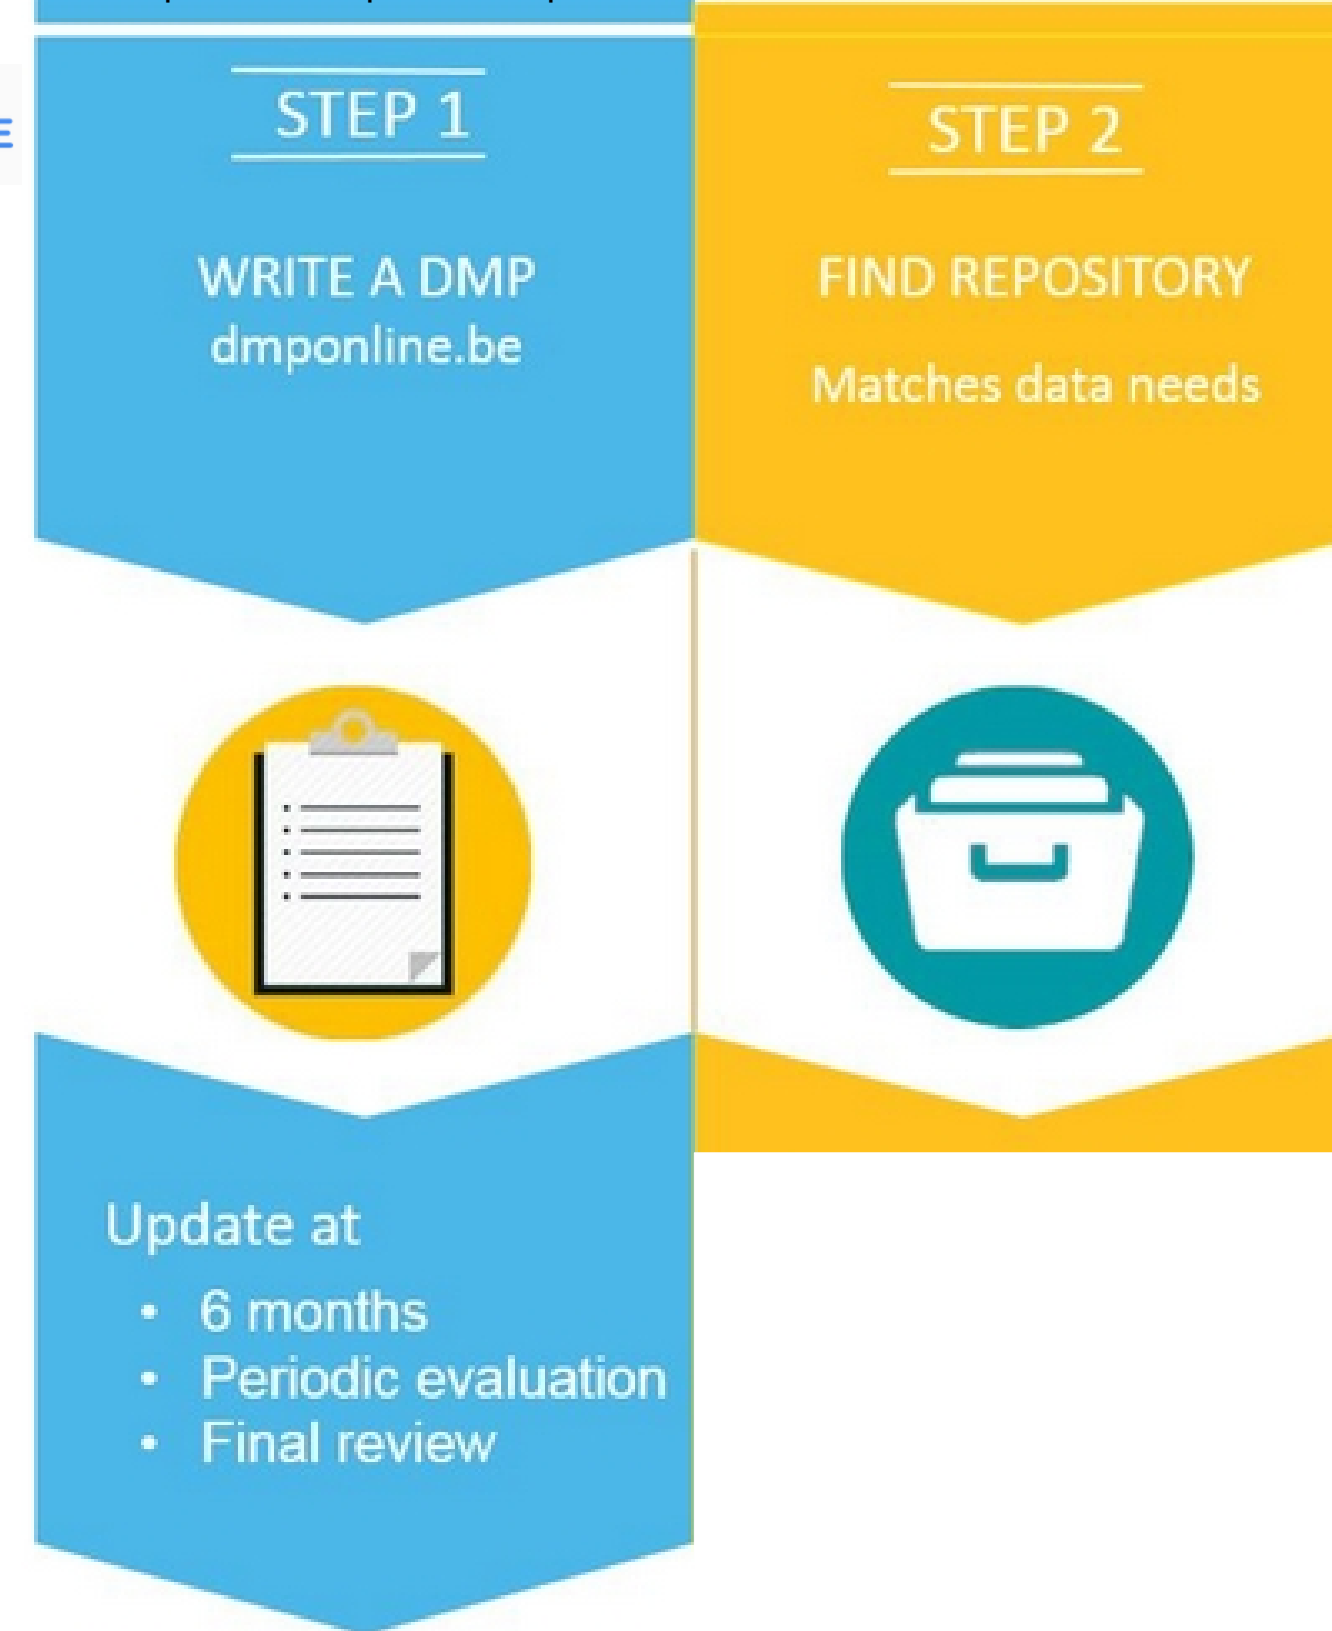 STEP 1
WRITE A DMP
dmponline.be
Update at
• 6 months
• Periodic evaluation
• Final review
STEP 2
FIND REPOSITORY
Matches data needs